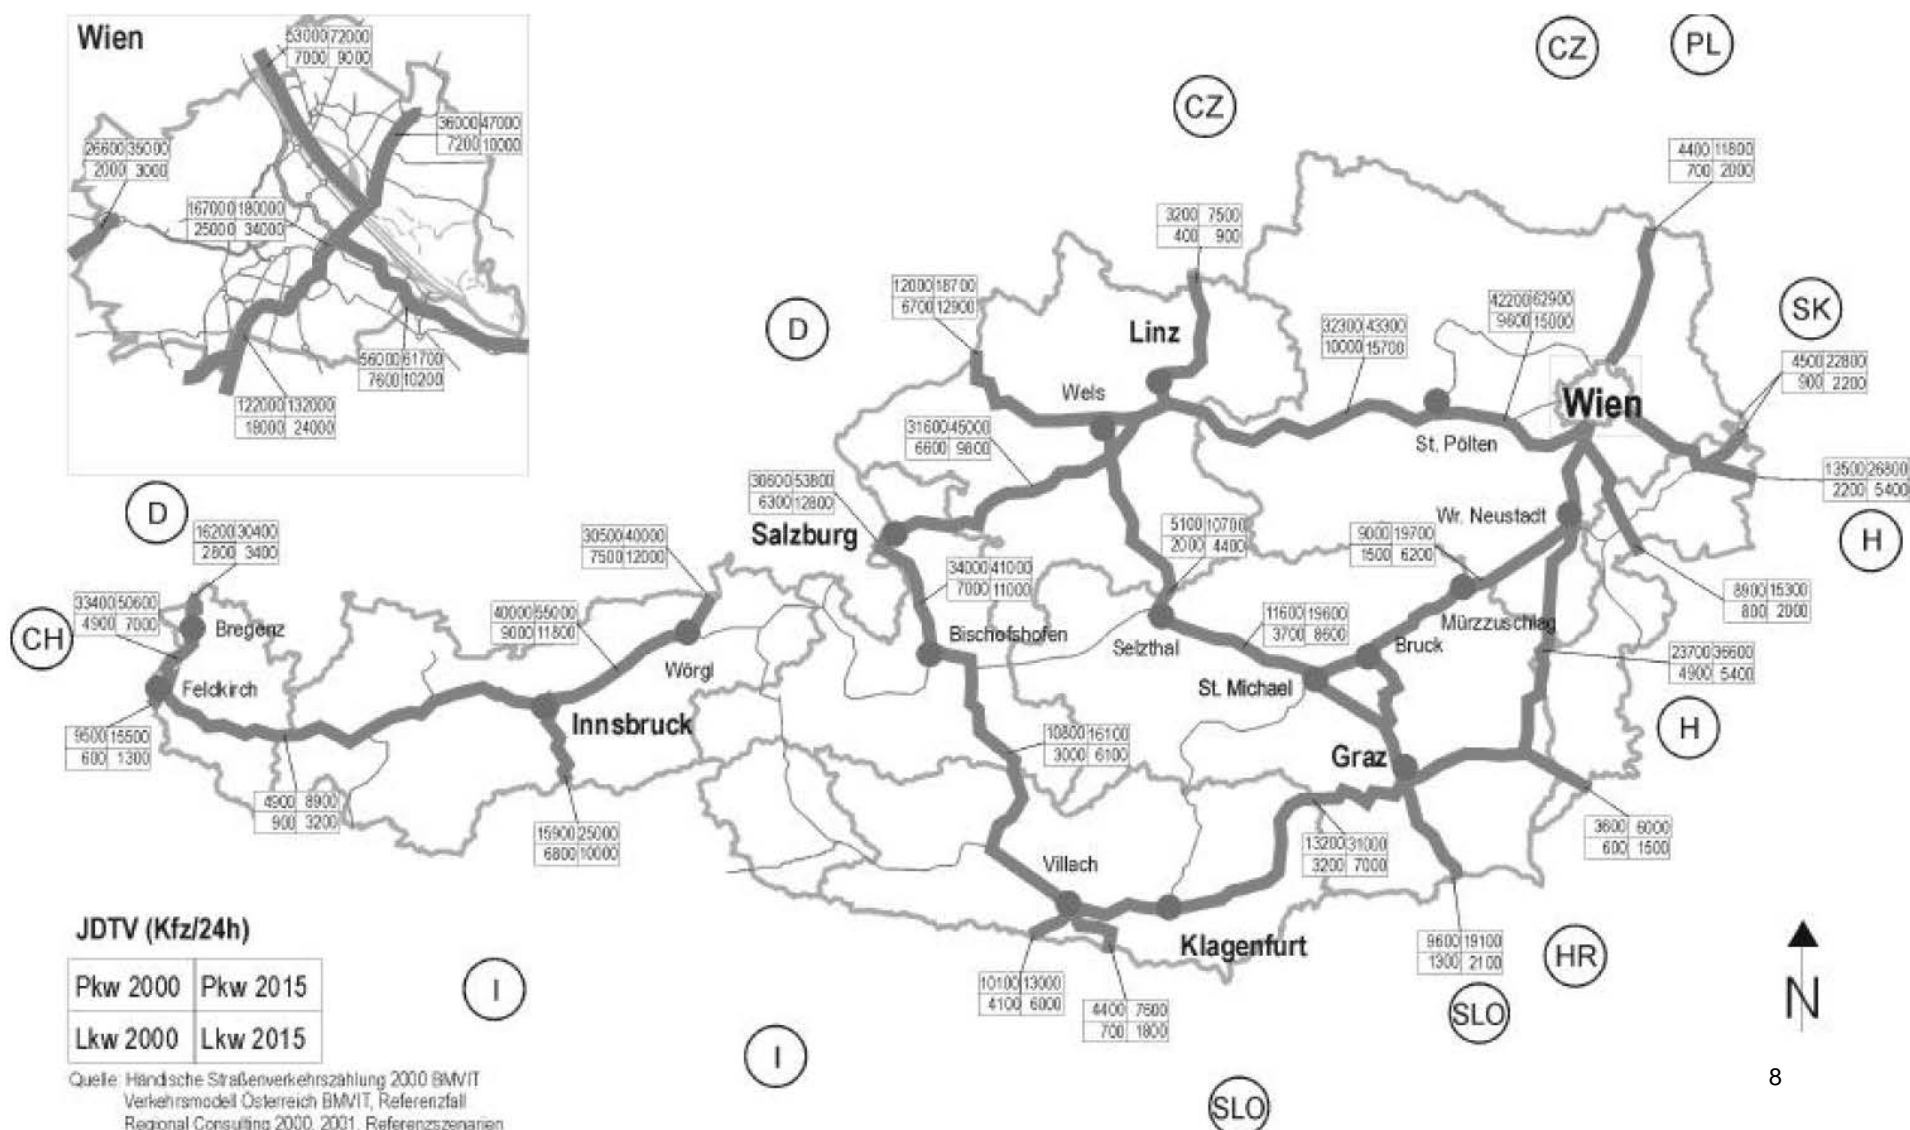 Wien
53000 72000
7000 9000
36000 47000
7200 10000
26600 35000
2000 3000
167000 180000
25000 34000
56000 61700
7600 10200
122000 132000
18000 24000
CZ
PL
CZ
4400 11800
700 2000
3200 7500
400 900
12000 18700
6700 12900
D
Linz
32300 43300
10000 15700
42200 62900
9600 15000
SK
4500 22800
900 2200
Wels
Wien
31600 45000
6600 9800
St. Pölten
13500 26800
2200 5400
30600 53800
6300 12800
D
16200 30400
2800 3400
30500 40000
7500 12000
Salzburg
5100 10700
2000 4400
9000 19700
1500 6200
Wr. Neustadt
H
34000 41000
7000 11000
8900 15300
800 2000
33400 50600
4900 7000
CH
Bregenz
40000 55000
9000 11800
Wörgl
Bischofshofen
Selzthal
11600 19600
3700 8600
Bruck
Mürzzuschlag
23700 36600
4900 5400
Feldkirch
St. Michael
Innsbruck
H
9500 15500
600 1300
10800 16100
3000 6100
Graz
4900 8900
900 3200
15900 25000
6800 10000
13200 31000
3200 7000
3600 6000
600 1500
Villach
Klagenfurt
9600 19100
1300 2100
HR
I
10100 13000
4100 6000
4400 7600
700 1800
SLO
N
I
SLO
JDTV (Kfz/24h)
Pkw 2000 Pkw 2015
Lkw 2000 Lkw 2015
Quelle: Händische Straßenverkehrszählung 2000 BMVIT
Verkehrsmodell Österreich BMVIT, Referenzfall
Regional Consulting 2000, 2001, Referenzszenarien
8